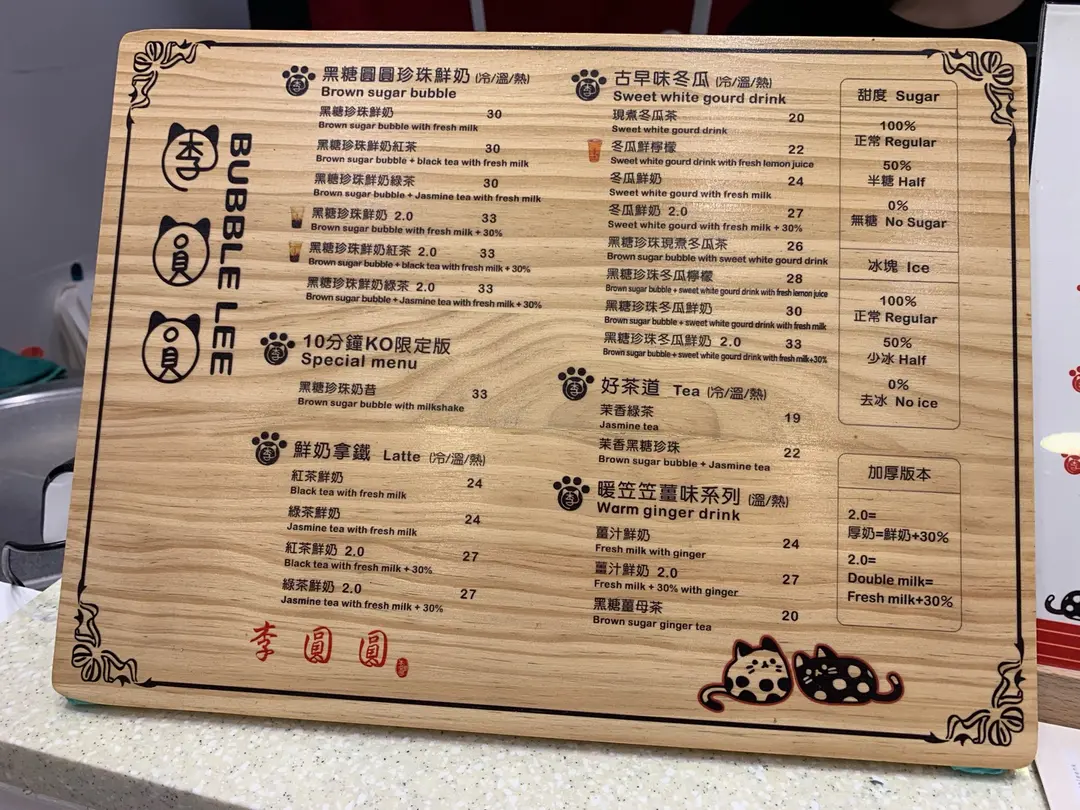 李圓圓
BUBBLE LEE
黑糖圓圓珍珠鮮奶 (冷/溫/熱)
Brown sugar bubble
黑糖珍珠鮮奶 30
Brown sugar bubble with fresh milk
黑糖珍珠鮮奶紅茶 30
Brown sugar bubble + black tea with fresh milk
黑糖珍珠鮮奶綠茶 30
Brown sugar bubble + Jasmine tea with fresh milk
黑糖珍珠鮮奶 2.0 33
Brown sugar bubble with fresh milk + 30%
黑糖珍珠鮮奶紅茶 2.0 33
Brown sugar bubble + black tea with fresh milk + 30%
黑糖珍珠鮮奶綠茶 2.0 33
Brown sugar bubble + Jasmine tea with fresh milk + 30%
10分鐘KO限定版
Special menu
黑糖珍珠奶昔 33
Brown sugar bubble with milkshake
鮮奶拿鐵 Latte (冷/溫/熱)
紅茶鮮奶 24
Black tea with fresh milk
綠茶鮮奶 24
Jasmine tea with fresh milk
紅茶鮮奶 2.0 27
Black tea with fresh milk + 30%
綠茶鮮奶 2.0 27
Jasmine tea with fresh milk + 30%
李圓圓
古早味冬瓜 (冷/溫/熱)
Sweet white gourd drink
現煮冬瓜茶 20
Sweet white gourd drink
冬瓜鮮檸檬 22
Sweet white gourd drink with fresh lemon juice
冬瓜鮮奶 24
Sweet white gourd with fresh milk
冬瓜鮮奶 2.0 27
Sweet white gourd with fresh milk + 30%
黑糖珍珠現煮冬瓜茶 26
Brown sugar bubble with sweet white gourd drink
黑糖珍珠冬瓜檸檬 28
Brown sugar bubble + sweet white gourd drink with fresh lemon juice
黑糖珍珠冬瓜鮮奶 30
Brown sugar bubble + sweet white gourd drink with fresh milk
黑糖珍珠冬瓜鮮奶 2.0 33
Brown sugar bubble + sweet white gourd drink with fresh milk+30%
好茶道 Tea (冷/溫/熱)
茉香綠茶 19
Jasmine tea
茉香黑糖珍珠 22
Brown sugar bubble + Jasmine tea
暖笠笠薑味系列 (溫/熱)
Warm ginger drink
薑汁鮮奶 24
Fresh milk with ginger
薑汁鮮奶 2.0 27
Fresh milk + 30% with ginger
黑糖薑母茶 20
Brown sugar ginger tea
甜度 Sugar
100%
正常 Regular
50%
半糖 Half
0%
無糖 No Sugar
冰塊 Ice
100%
正常 Regular
50%
少冰 Half
0%
去冰 No ice
加厚版本
2.0=
厚奶=鮮奶+30%
2.0=
Double milk=
Fresh milk+30%